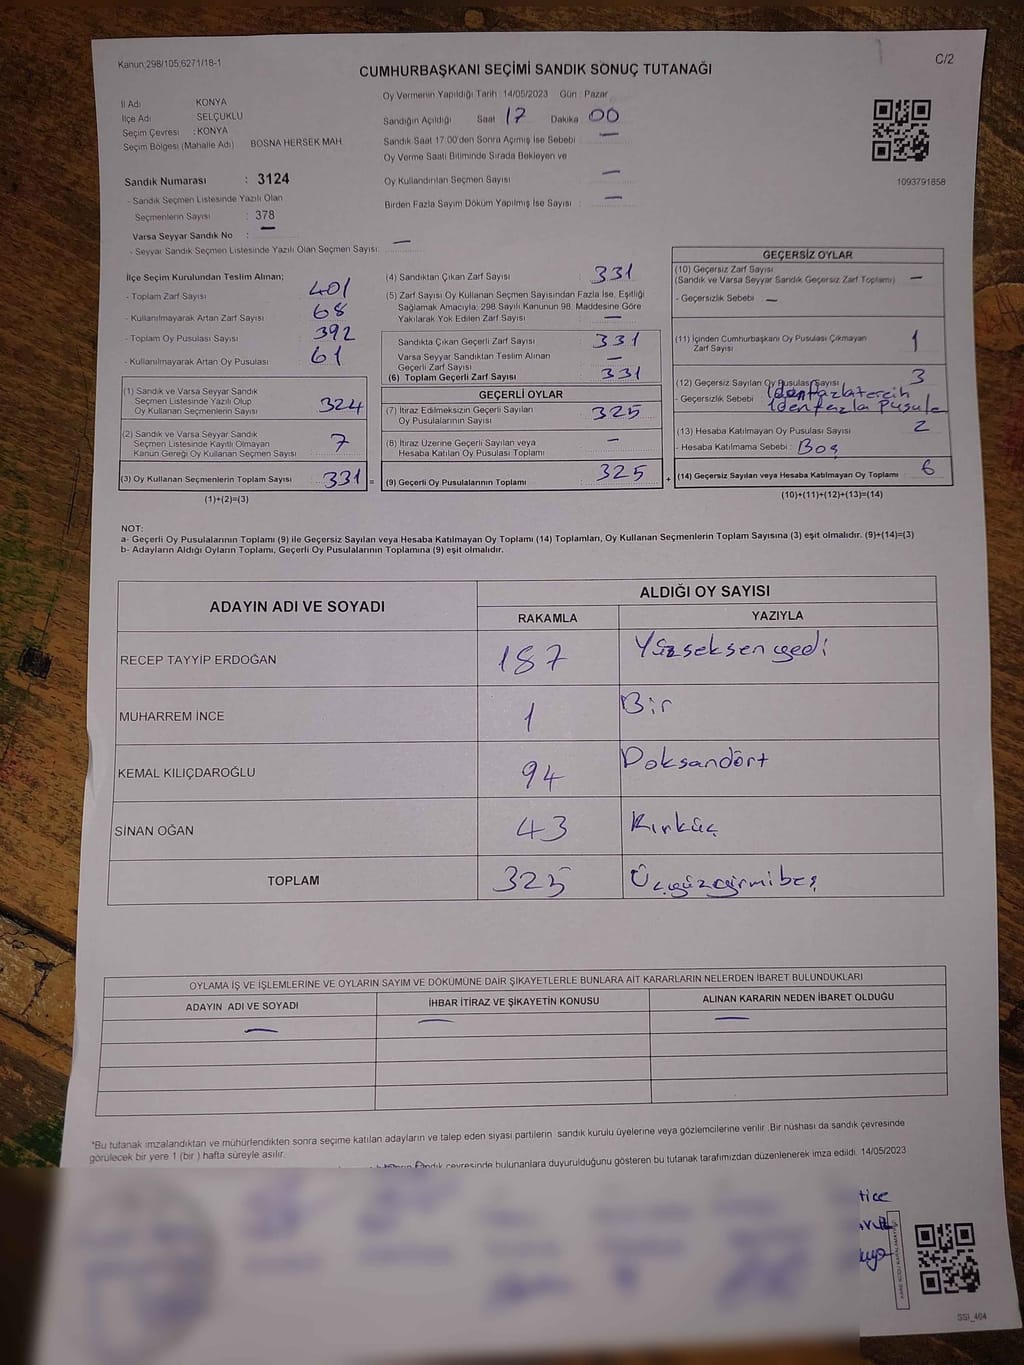 Kanun 298/105;6271/18-1
C/2
CUMHURBAŞKANI SEÇİMİ SANDIK SONUÇ TUTANAĞI
İl Adı KONYA
İlçe Adı SELÇUKLU
Seçim Çevresi : KONYA
Seçim Bölgesi (Mahalle Adı) BOSNA HERSEK MAH.
Sandık Numarası : 3124
- Sandık Seçmen Listesinde Yazılı Olan
Seçmenlerin Sayısı : 378
Varsa Seyyar Sandık No : —
- Seyyar Sandık Seçmen Listesinde Yazılı Olan Seçmen Sayısı: —
Oy Vermenin Yapıldığı Tarih : 14/05/2023 Gün : Pazar
Sandığın Açıldığı Saat 17 Dakika 00
Sandık Saat 17:00'den Sonra Açımış İse Sebebi : —
Oy Verme Saati Bitiminde Sırada Bekleyen ve
Oy Kullandırılan Seçmen Sayısı : —
Birden Fazla Sayım Döküm Yapılmış İse Sayısı : —
1093791858
İlçe Seçim Kurulundan Teslim Alınan;
- Toplam Zarf Sayısı 401
- Kullanılmayarak Artan Zarf Sayısı : 68
- Toplam Oy Pusulası Sayısı : 392
- Kullanılmayarak Artan Oy Pusulası : 61
(1) Sandık ve Varsa Seyyar Sandık
Seçmen Listesinde Yazılı Olup
Oy Kullanan Seçmenlerin Sayısı : 324
(2) Sandık ve Varsa Seyyar Sandık
Seçmen Listesinde Kayıtlı Olmayan
Kanun Gereği Oy Kullanan Seçmen Sayısı : 7
(3) Oy Kullanan Seçmenlerin Toplam Sayısı : 331 =
(1)+(2)=(3)
(4) Sandıktan Çıkan Zarf Sayısı : 331
(5) Zarf Sayısı Oy Kullanan Seçmen Sayısından Fazla İse, Eşitliği
Sağlamak Amacıyla; 298 Sayılı Kanunun 98. Maddesine Göre
Yakılarak Yok Edilen Zarf Sayısı : —
Sandıkta Çıkan Geçerli Zarf Sayısı : 331
Varsa Seyyar Sandıktan Teslim Alınan
Geçerli Zarf Sayısı : —
(6) Toplam Geçerli Zarf Sayısı : 331
GEÇERLİ OYLAR
(7) İtiraz Edilmeksizin Geçerli Sayılan
Oy Pusulasının Sayısı : 325
(8) İtiraz Üzerine Geçerli Sayılan veya
Hesaba Katılan Oy Pusulası Toplamı : —
(9) Geçerli Oy Pusulalarının Toplamı : 325 +
GEÇERSİZ OYLAR
(10) Geçersiz Zarf Sayısı
(Sandık ve Varsa Seyyar Sandık Geçersiz Zarf Toplamı) : —
- Geçersizlik Sebebi : —
(11) İçinden Cumhurbaşkanı Oy Pusulası Çıkmayan
Zarf Sayısı 1
(12) Geçersiz Sayılan Oy Pusulası Sayısı : 3
- Geçersizlik Sebebi 1den fazla tercih
1den fazla pusula
(13) Hesaba Katılmayan Oy Pusulası Sayısı : 2
- Hesaba Katılmama Sebebi : Boş
(14) Geçersiz Sayılan veya Hesaba Katılmayan Oy Toplamı : 6
(10)+(11)+(12)+(13)=(14)
NOT:
a- Geçerli Oy Pusulalarının Toplamı (9) ile Geçersiz Sayılan veya Hesaba Katılmayan Oy Toplamı (14) Toplamları, Oy Kullanan Seçmenlerin Toplam Sayısına (3) eşit olmalıdır. (9)+(14)=(3)
b- Adayların Aldığı Oyların Toplamı, Geçerli Oy Pusulalarının Toplamına (9) eşit olmalıdır.
ADAYIN ADI VE SOYADI ALDIĞI OY SAYISI
RAKAMLA YAZIYLA
RECEP TAYYİP ERDOĞAN 187 Yüzseksenyedi
MUHARREM İNCE 1 Bir
KEMAL KILIÇDAROĞLU 94 Doksandört
SİNAN OĞAN 43 Kırküç
TOPLAM 325 Üçyüzyirmibeş
OYLAMA İŞ VE İŞLEMLERİNE VE OYLARIN SAYIM VE DÖKÜMÜNE DAİR ŞİKAYETLERLE BUNLARA AİT KARARLARIN NELERDEN İBARET BULUNDUKLARI
ADAYIN ADI VE SOYADI İHBAR İTİRAZ VE ŞİKAYETİN KONUSU ALINAN KARARIN NEDEN İBARET OLDUĞU
— — —
*Bu tutanak imzalandıktan ve mühürlendikten sonra seçime katılan adayların ve talep eden siyasi partilerin sandık kurulu üyelerine veya gözlemcilerine verilir .Bir nüshası da sandık çevresinde
görülecek bir yere 1 (bir ) hafta süreyle asılır.
çevresinde bulunanlara duyurulduğunu gösteren bu tutanak tarafımızdan düzenlenerek imza edildi. 14/05/2023
tice
SSİ_404